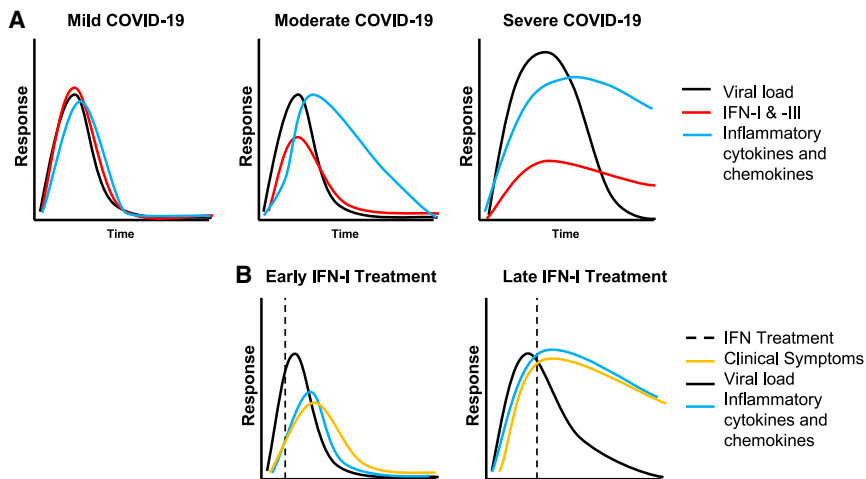 A
Mild COVID-19
Moderate COVID-19
Severe COVID-19
Response
Response
Response
Time
Time
Time
Viral load
IFN-I & -III
Inflammatory
cytokines and
chemokines
B
Early IFN-I Treatment
Late IFN-I Treatment
Response
Response
IFN Treatment
Clinical Symptoms
Viral load
Inflammatory
cytokines and
chemokines